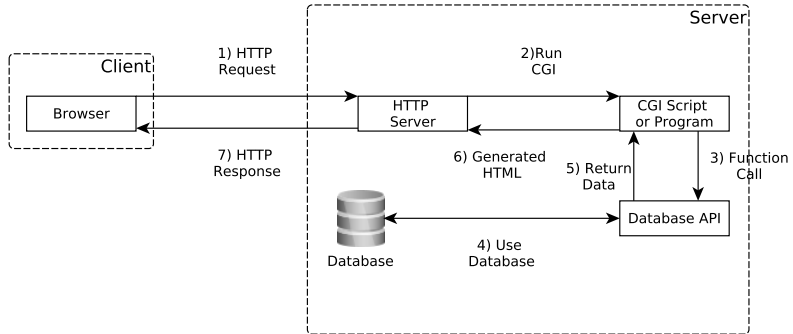 Server
Client
1) HTTP
Request
2)Run
CGI
Browser
HTTP
Server
CGI Script
or Program
7) HTTP
Response
6) Generated
HTML
5) Return
Data
3) Function
Call
Database API
4) Use
Database
Database